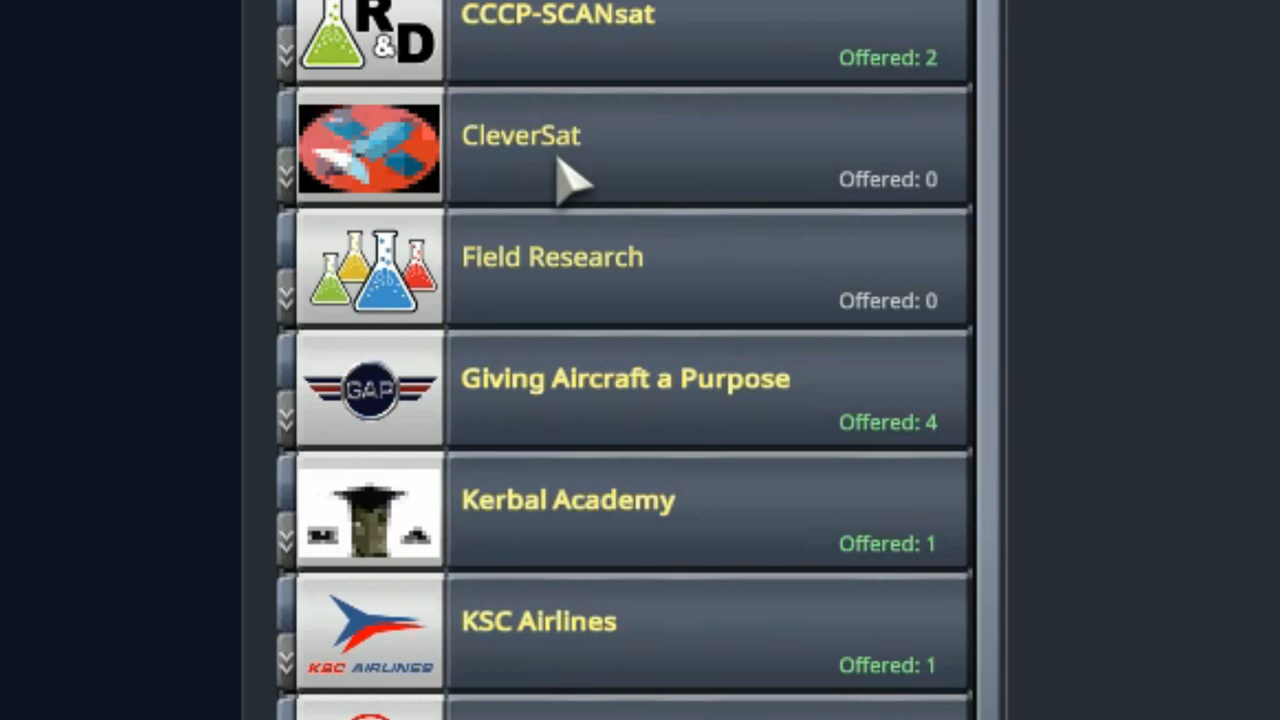 R
&D
CCCP-SCANsat
Offered: 2
CleverSat
Offered: 0
Field Research
Offered: 0
GAP
Giving Aircraft a Purpose
Offered: 4
Kerbal Academy
Offered: 1
KSC AIRLINES
KSC Airlines
Offered: 1